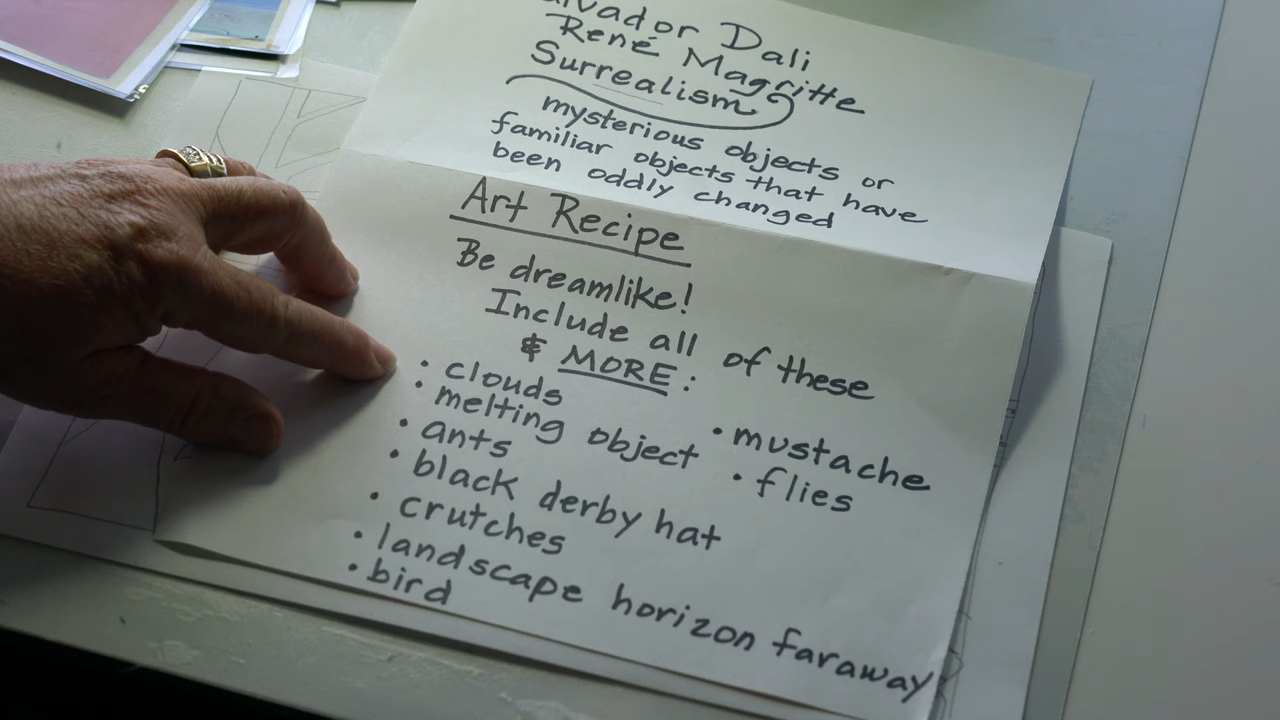 alvador Dali
René Magritte
Surrealism
mysterious objects or
familiar objects that have
been oddly changed
Art Recipe
Be dreamlike!
Include all of these
& MORE:
• clouds
• melting object
• mustache
• ants
• flies
• black derby hat
• crutches
• landscape horizon faraway
• bird